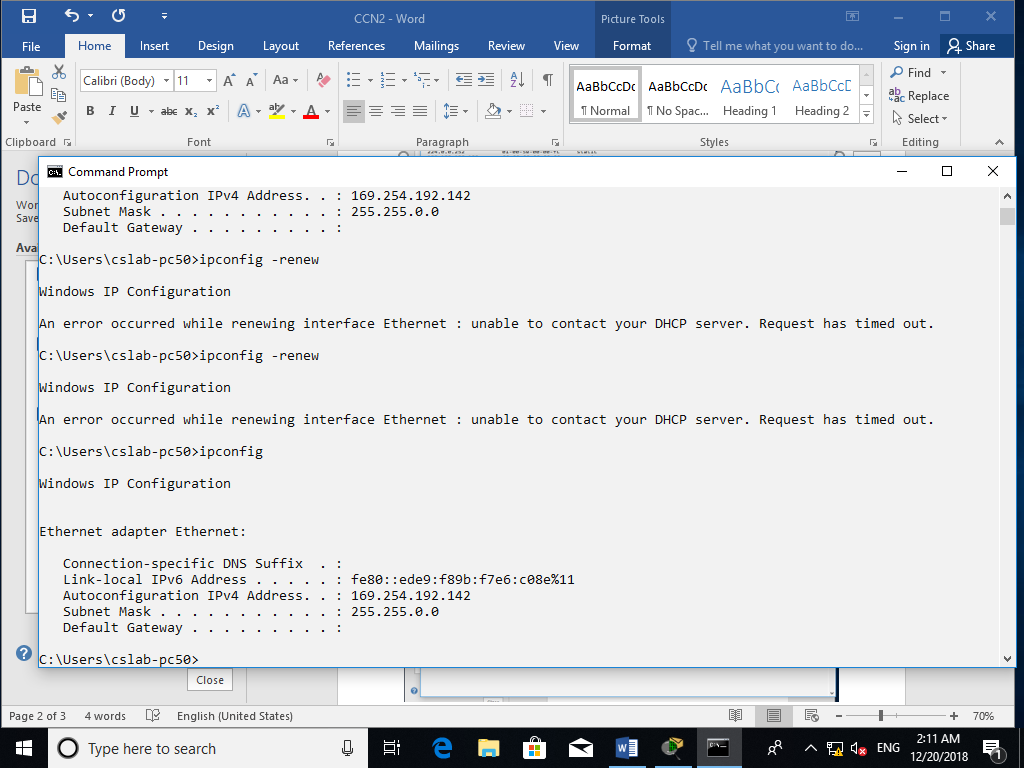 CCN2 - Word
Picture Tools
File
Home
Insert
Design
Layout
References
Mailings
Review
View
Format
Tell me what you want to do...
Sign in
Share
Paste
Calibri (Body)
11
A A Aa
B I U abc x2 x2 A ab A
AaBbCcDc
AaBbCcDc
AaBbCc
AaBbCcC
¶ Normal
¶ No Spac...
Heading 1
Heading 2
Find
Replace
Select
Clipboard
Font
Paragraph
Styles
Editing
Command Prompt
Autoconfiguration IPv4 Address. . : 169.254.192.142
Subnet Mask . . . . . . . . . . . : 255.255.0.0
Default Gateway . . . . . . . . . :
C:\Users\cslab-pc50>ipconfig -renew
Windows IP Configuration
An error occurred while renewing interface Ethernet : unable to contact your DHCP server. Request has timed out.
C:\Users\cslab-pc50>ipconfig -renew
Windows IP Configuration
An error occurred while renewing interface Ethernet : unable to contact your DHCP server. Request has timed out.
C:\Users\cslab-pc50>ipconfig
Windows IP Configuration
Ethernet adapter Ethernet:
Connection-specific DNS Suffix  . :
Link-local IPv6 Address . . . . . : fe80::ede9:f89b:f7e6:c08e%11
Autoconfiguration IPv4 Address. . : 169.254.192.142
Subnet Mask . . . . . . . . . . . : 255.255.0.0
Default Gateway . . . . . . . . . :
C:\Users\cslab-pc50>
Close
Page 2 of 3
4 words
English (United States)
70%
Type here to search
ENG
2:11 AM
12/20/2018
1